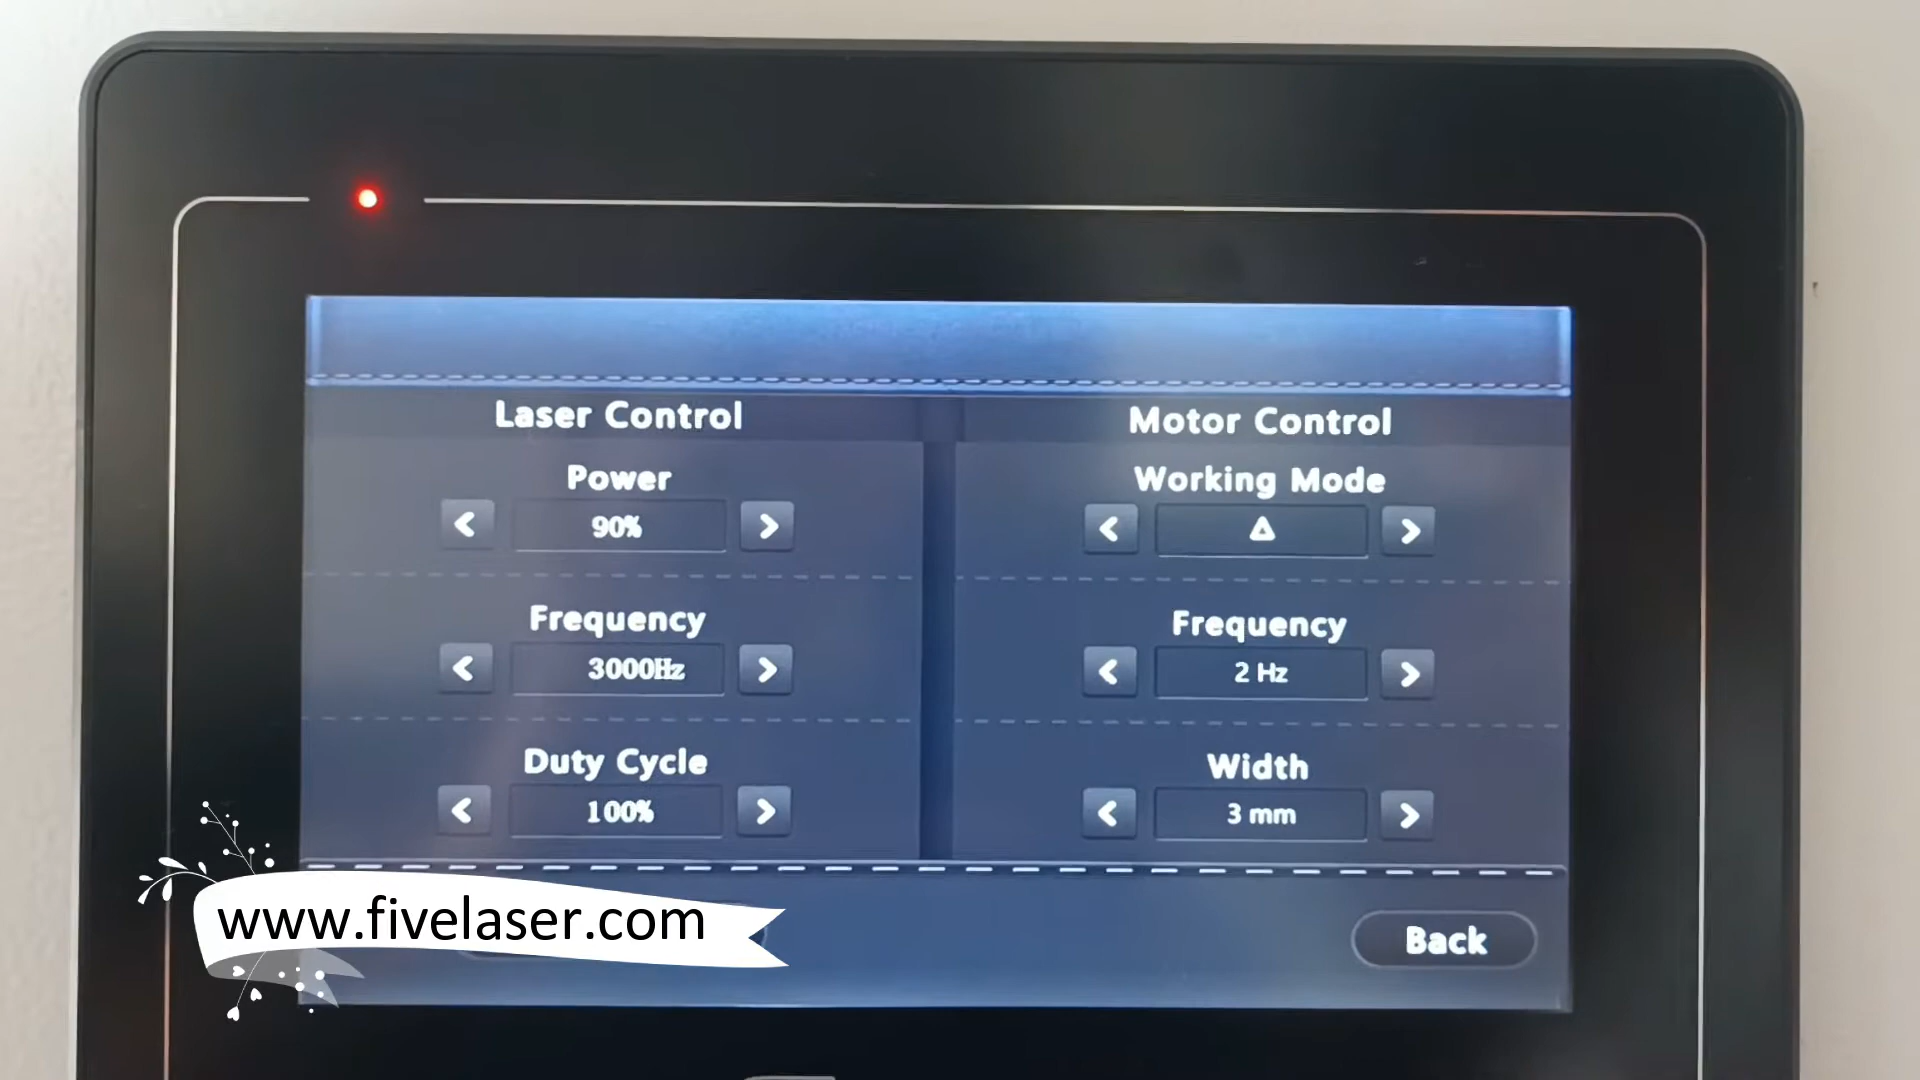 Laser Control
Power
90%
Frequency
3000Hz
Duty Cycle
100%
Motor Control
Working Mode
Δ
Frequency
2 Hz
Width
3 mm
www.fivelaser.com
Back